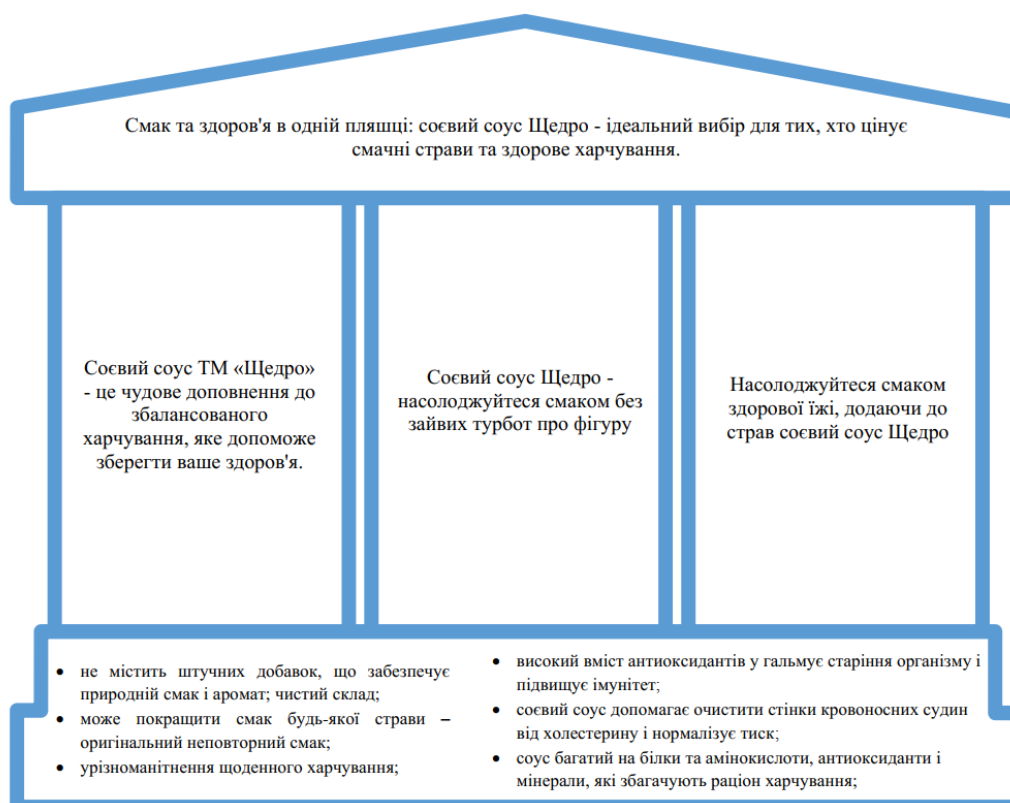 Смак та здоров'я в одній пляшці: соєвий соус Щедро - ідеальний вибір для тих, хто цінує
смачні страви та здорове харчування.
Соєвий соус ТМ «Щедро»
- це чудове доповнення до
збалансованого
харчування, яке допоможе
зберегти ваше здоров'я.
Соєвий соус Щедро -
насолоджуйтеся смаком без
зайвих турбот про фігуру
Насолоджуйтеся смаком
здорової їжі, додаючи до
страв соєвий соус Щедро
• не містить штучних добавок, що забезпечує
природній смак і аромат; чистий склад;
• може покращити смак будь-якої страви –
оригінальний неповторний смак;
• урізноманітнення щоденного харчування;
• високий вміст антиоксидантів у гальмує старіння організму і
підвищує імунітет;
• соєвий соус допомагає очистити стінки кровоносних судин
від холестерину і нормалізує тиск;
• соус багатий на білки та амінокислоти, антиоксиданти і
мінерали, які збагачують раціон харчування;